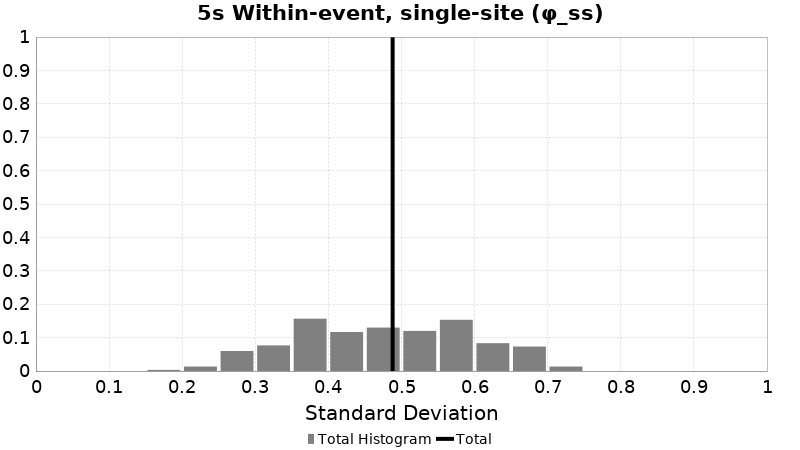 5s Within-event, single-site (φ_ss)
1
0.9
0.8
0.7
0.6
0.5
0.4
0.3
0.2
0.1
0
0 0.1 0.2 0.3 0.4 0.5 0.6 0.7 0.8 0.9 1
Standard Deviation
Total Histogram Total